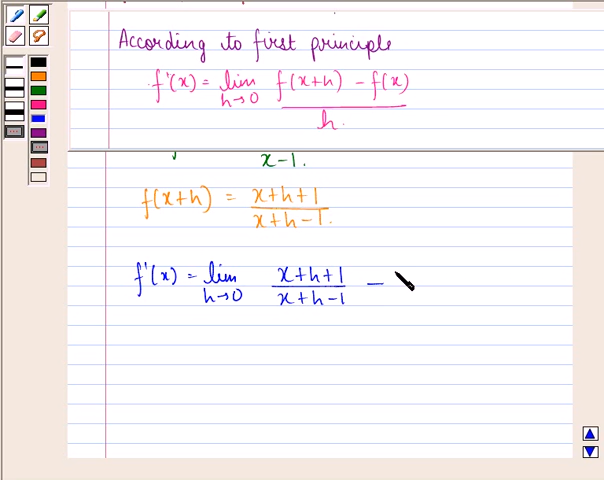 According to first principle
f'(x) = lim h→0 f(x+h) - f(x) / h.
x-1.
f(x+h) = x+h+1 / x+h-1.
f'(x) = lim h→0 x+h+1 / x+h-1 -